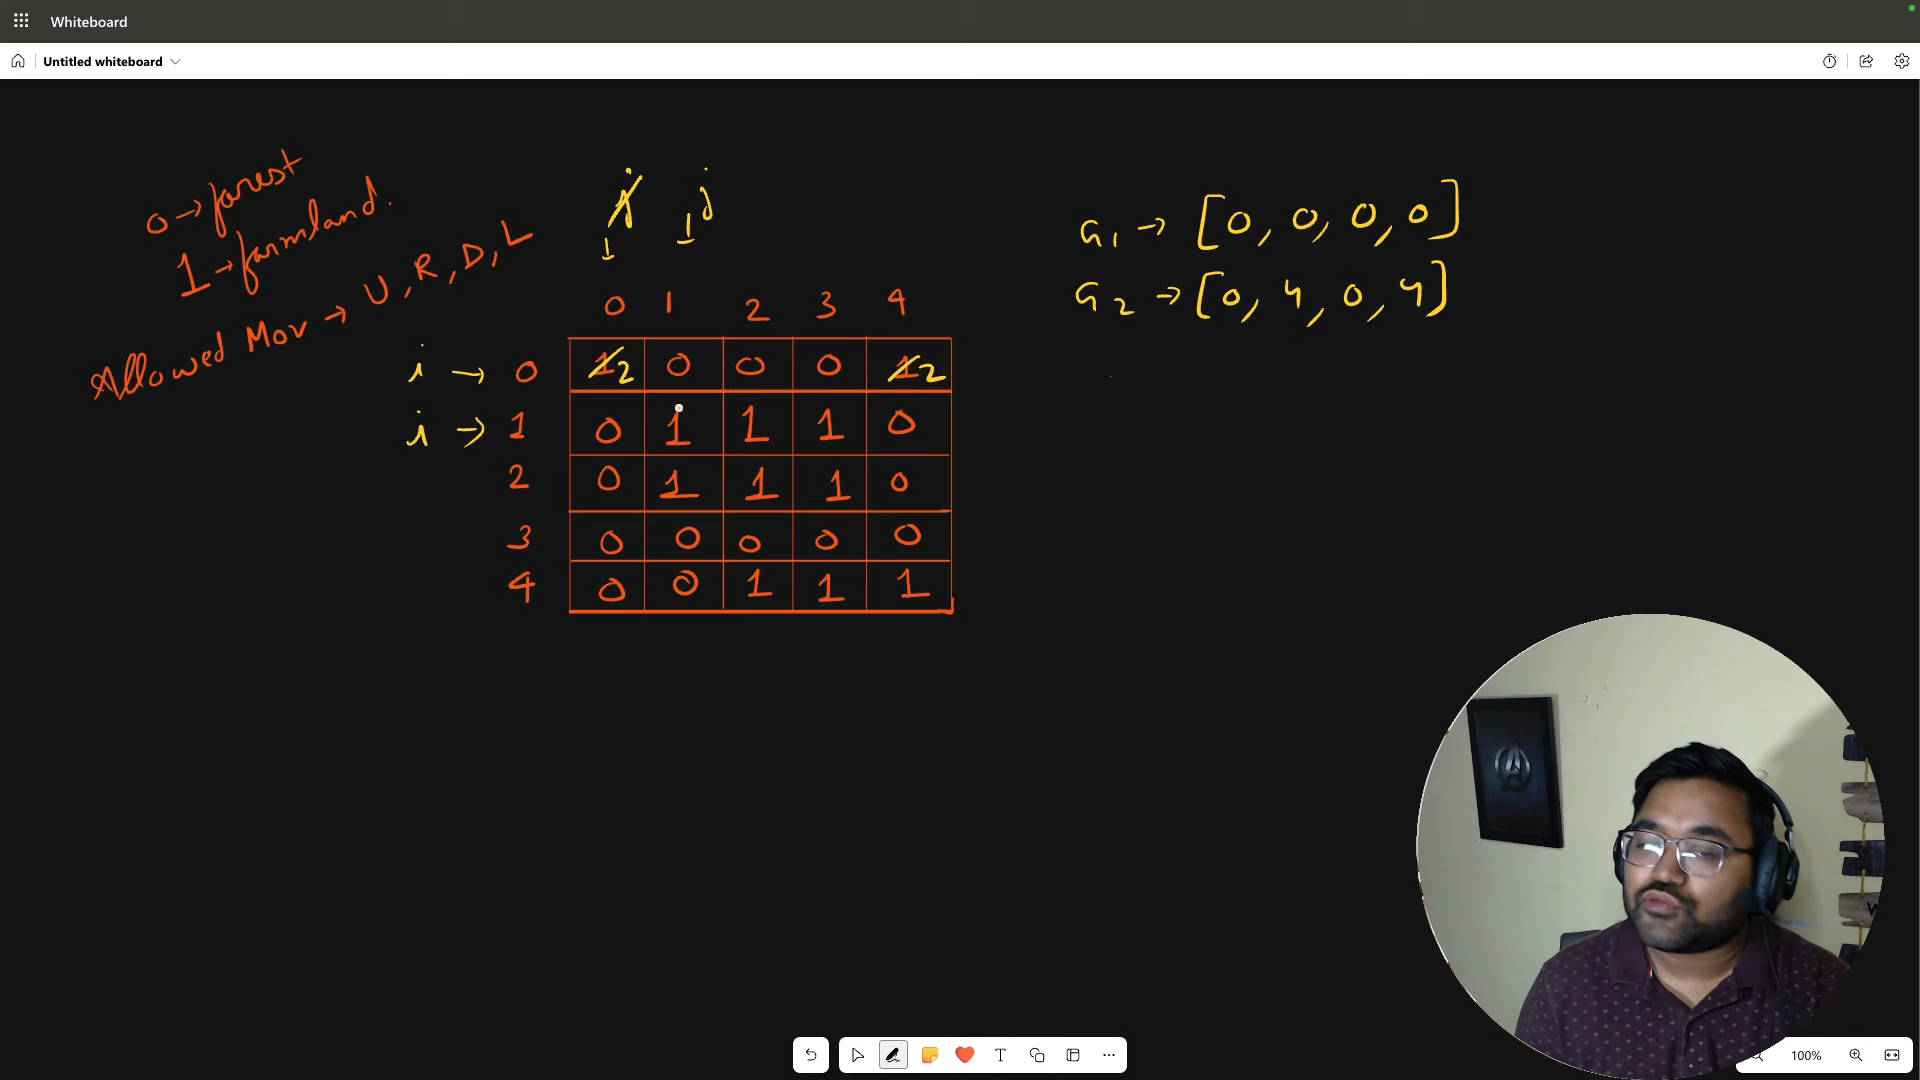 Whiteboard
Untitled whiteboard
0 → forest
1 → farmland.
Allowed Mov → U, R, D, L
j j
1 1
0 1 2 3 4
i → 0 1 2 0 0 0 1 2
i → 1 0 1 1 1 0
2 0 1 1 1 0
3 0 0 0 0 0
4 0 0 1 1 1
G1 → [0, 0, 0, 0]
G2 → [0, 4, 0, 4]
100%